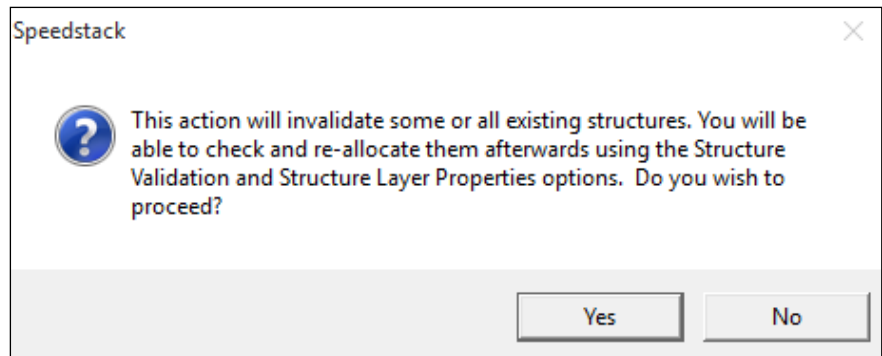 Speedstack
This action will invalidate some or all existing structures. You will be
able to check and re-allocate them afterwards using the Structure
Validation and Structure Layer Properties options.  Do you wish to
proceed?
Yes
No